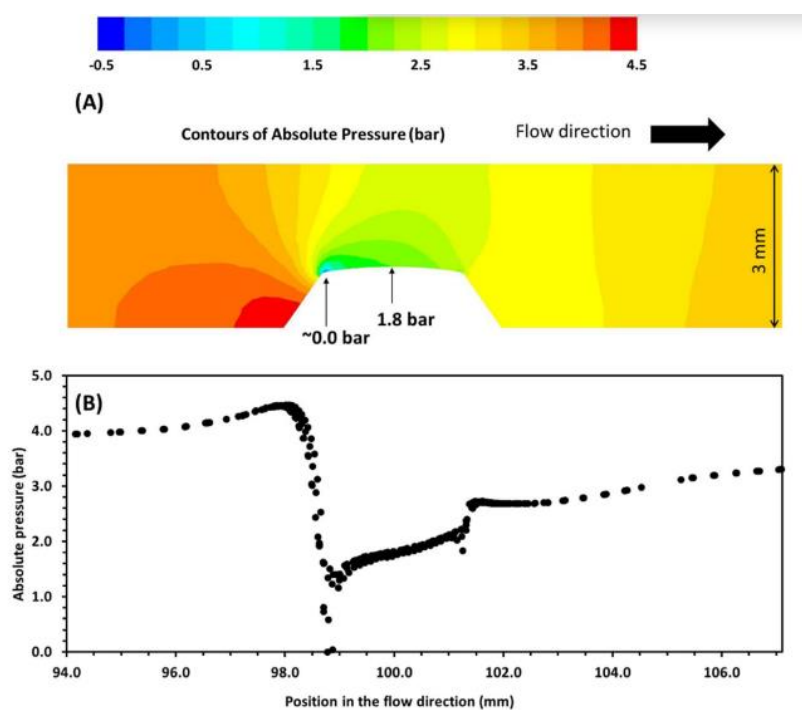 -0.5 0.5 1.5 2.5 3.5 4.5
(A)
Contours of Absolute Pressure (bar) Flow direction
3 mm
~0.0 bar 1.8 bar
(B)
Absolute pressure (bar)
5.0
4.0
3.0
2.0
1.0
0.0
94.0 96.0 98.0 100.0 102.0 104.0 106.0
Position in the flow direction (mm)